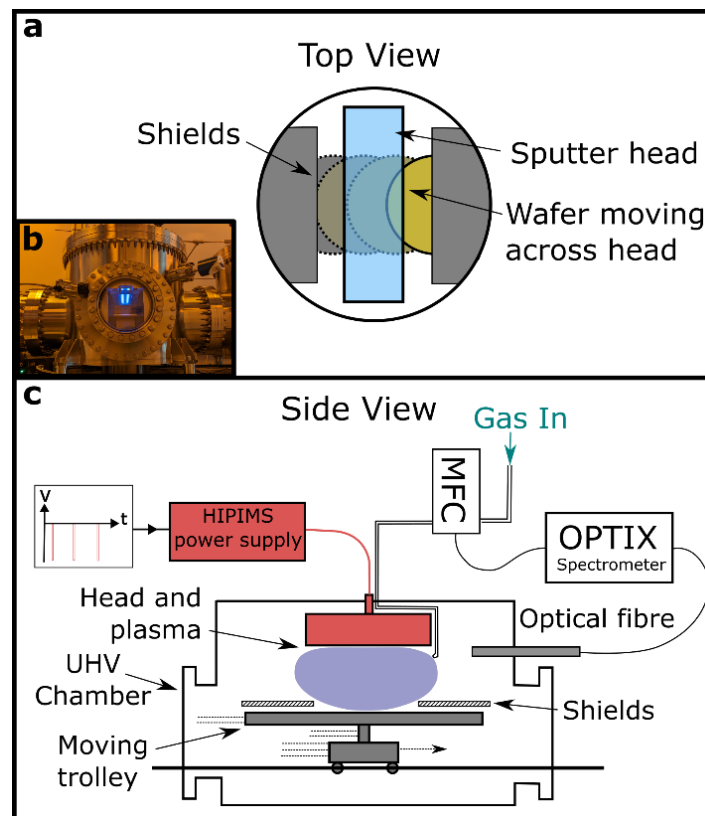 a
Top View
Shields
Sputter head
Wafer moving
across head
b
c
Side View
Gas In
MFC
V
t
HIPIMS
power supply
OPTIX
Spectrometer
Head and
plasma
Optical fibre
UHV
Chamber
Shields
Moving
trolley